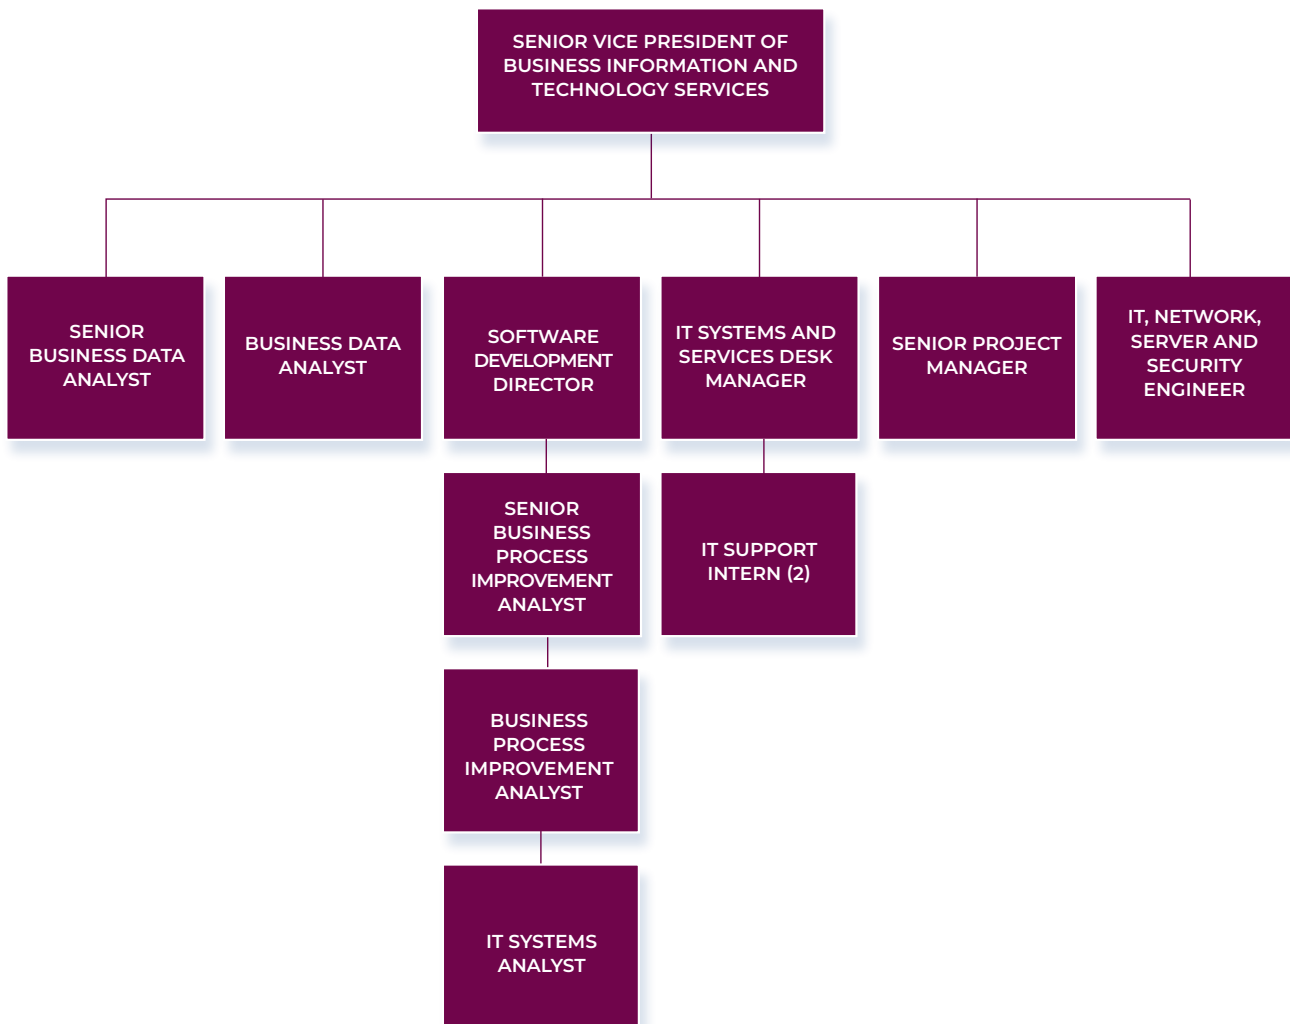 SENIOR VICE PRESIDENT OF
BUSINESS INFORMATION AND
TECHNOLOGY SERVICES
SENIOR
BUSINESS DATA
ANALYST
BUSINESS DATA
ANALYST
SOFTWARE
DEVELOPMENT
DIRECTOR
IT SYSTEMS AND
SERVICES DESK
MANAGER
SENIOR PROJECT
MANAGER
IT, NETWORK,
SERVER AND
SECURITY
ENGINEER
SENIOR
BUSINESS
PROCESS
IMPROVEMENT
ANALYST
IT SUPPORT
INTERN (2)
BUSINESS
PROCESS
IMPROVEMENT
ANALYST
IT SYSTEMS
ANALYST